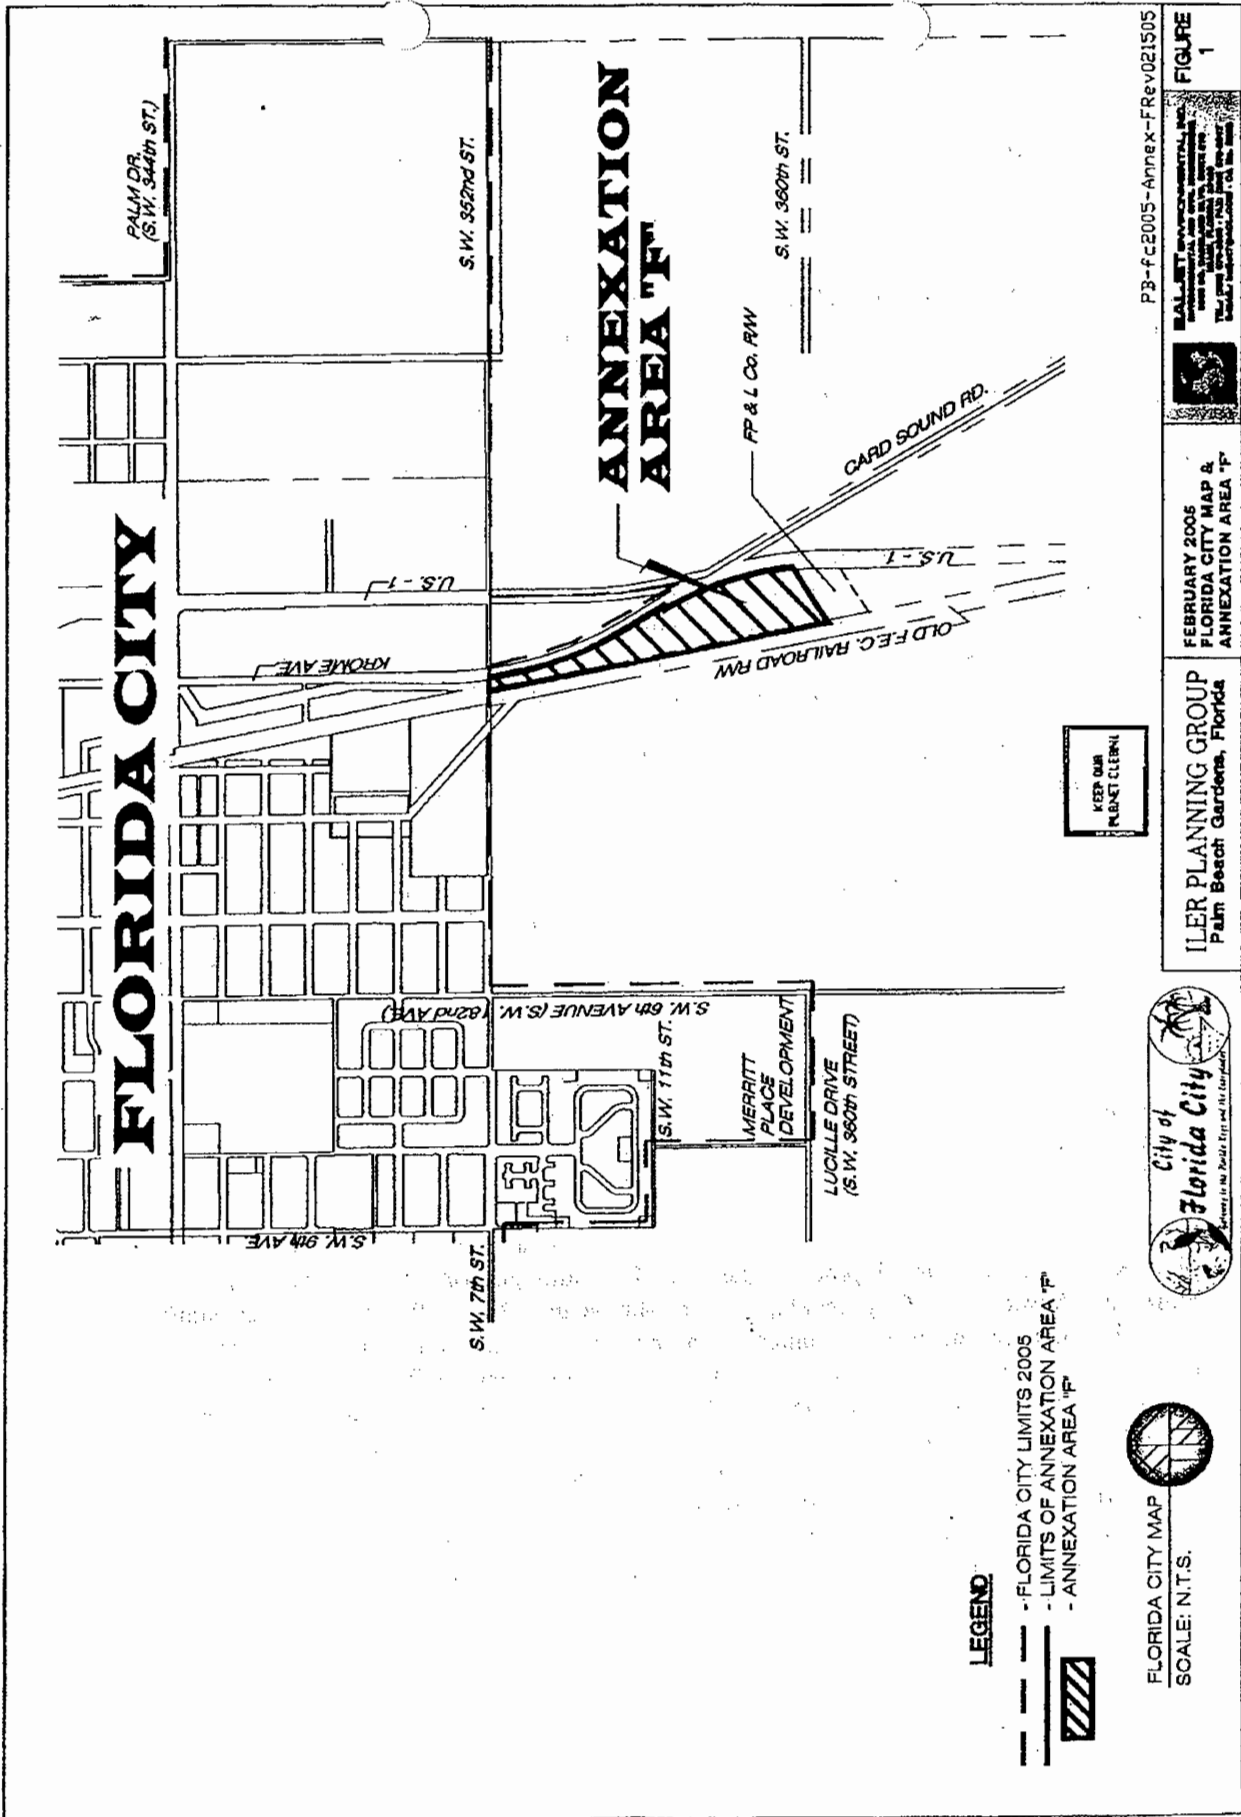 FLORIDA CITY
PALM DR.
(S.W. 344th ST.)
S.W. 352nd ST.
ANNEXATION
AREA "F"
S.W. 360th ST.
FP & L Co. R/W
CARD SOUND RD.
U.S. - 1
U.S. - 1
KROME AVE.
OLD F.E.C. RAILROAD R/W
S.W. 6th AVENUE (S.W. 182nd AVE.)
S.W. 11th ST.
MERRITT
PLACE
DEVELOPMENT
LUCILLE DRIVE
(S.W. 360th STREET)
S.W. 9th AVE
S.W. 7th ST.
KEEP OUR
PLANET CLEAN!
LEGEND
- FLORIDA CITY LIMITS 2005
- LIMITS OF ANNEXATION AREA "F"
- ANNEXATION AREA "F"
FLORIDA CITY MAP
SCALE: N.T.S.
City of
Florida City
ILER PLANNING GROUP
Palm Beach Gardens, Florida
FEBRUARY 2005
FLORIDA CITY MAP &
ANNEXATION AREA "F"
FIGURE
1
PB-fc2005-Annex-FRev021505